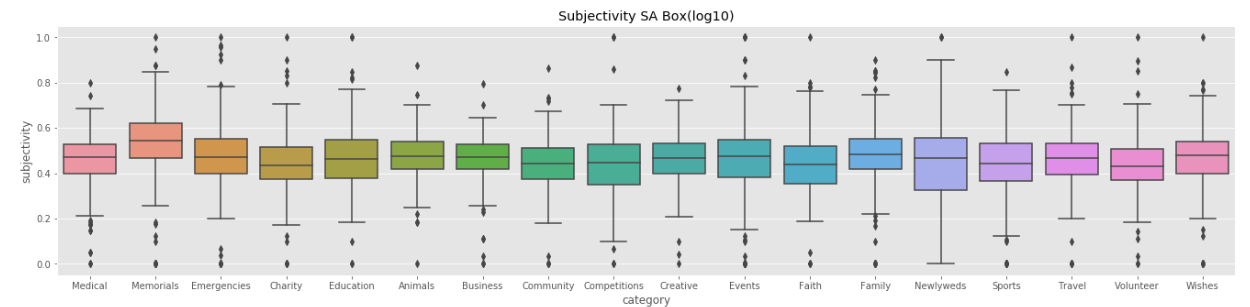 Subjectivity SA Box(log10)
subjectivity
1.0
0.8
0.6
0.4
0.2
0.0
Medical Memorials Emergencies Charity Education Animals Business Community Competitions Creative Events Faith Family Newlyweds Sports Travel Volunteer Wishes
category